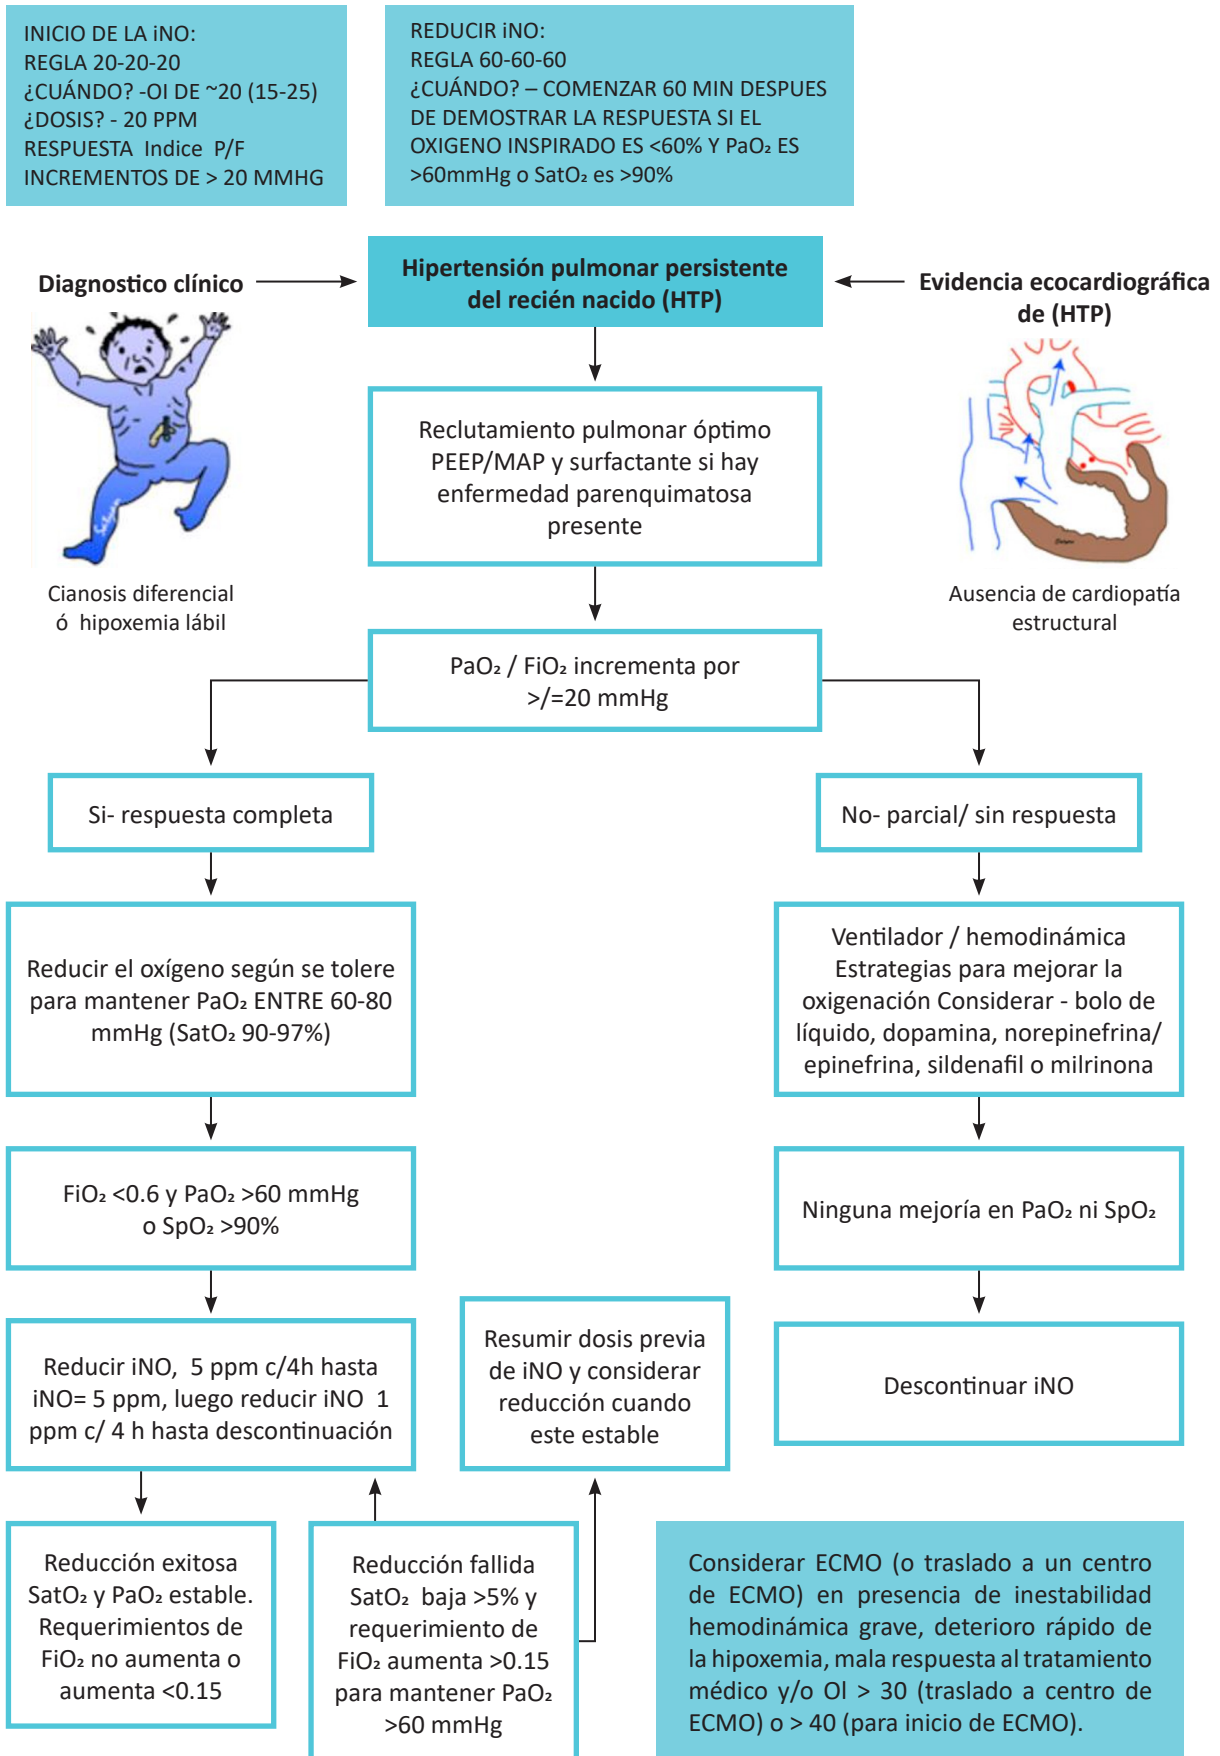 INICIO DE LA iNO:
REGLA 20-20-20
¿CUÁNDO? -OI DE ~20 (15-25)
¿DOSIS? - 20 PPM
RESPUESTA Indice P/F
INCREMENTOS DE > 20 MMHG
REDUCIR iNO:
REGLA 60-60-60
¿CUÁNDO? – COMENZAR 60 MIN DESPUES
DE DEMOSTRAR LA RESPUESTA SI EL
OXIGENO INSPIRADO ES <60% Y PaO₂ ES
>60mmHg o SatO₂ es >90%
Diagnostico clínico
Hipertensión pulmonar persistente
del recién nacido (HTP)
Evidencia ecocardiográfica
de (HTP)
Cianosis diferencial
ó hipoxemia lábil
Reclutamiento pulmonar óptimo
PEEP/MAP y surfactante si hay
enfermedad parenquimatosa
presente
Ausencia de cardiopatía
estructural
PaO₂ / FiO₂ incrementa por
>/=20 mmHg
Si- respuesta completa
No- parcial/ sin respuesta
Reducir el oxígeno según se tolere
para mantener PaO₂ ENTRE 60-80
mmHg (SatO₂ 90-97%)
Ventilador / hemodinámica
Estrategias para mejorar la
oxigenación Considerar - bolo de
líquido, dopamina, norepinefrina/
epinefrina, sildenafil o milrinona
FiO₂ <0.6 y PaO₂ >60 mmHg
o SpO₂ >90%
Ninguna mejoría en PaO₂ ni SpO₂
Reducir iNO, 5 ppm c/4h hasta
iNO= 5 ppm, luego reducir iNO 1
ppm c/ 4 h hasta descontinuación
Resumir dosis previa
de iNO y considerar
reducción cuando
este estable
Descontinuar iNO
Reducción exitosa
SatO₂ y PaO₂ estable.
Requerimientos de
FiO₂ no aumenta o
aumenta <0.15
Reducción fallida
SatO₂ baja >5% y
requerimiento de
FiO₂ aumenta >0.15
para mantener PaO₂
>60 mmHg
Considerar ECMO (o traslado a un centro
de ECMO) en presencia de inestabilidad
hemodinámica grave, deterioro rápido de
la hipoxemia, mala respuesta al tratamiento
médico y/o Ol > 30 (traslado a centro de
ECMO) o > 40 (para inicio de ECMO).